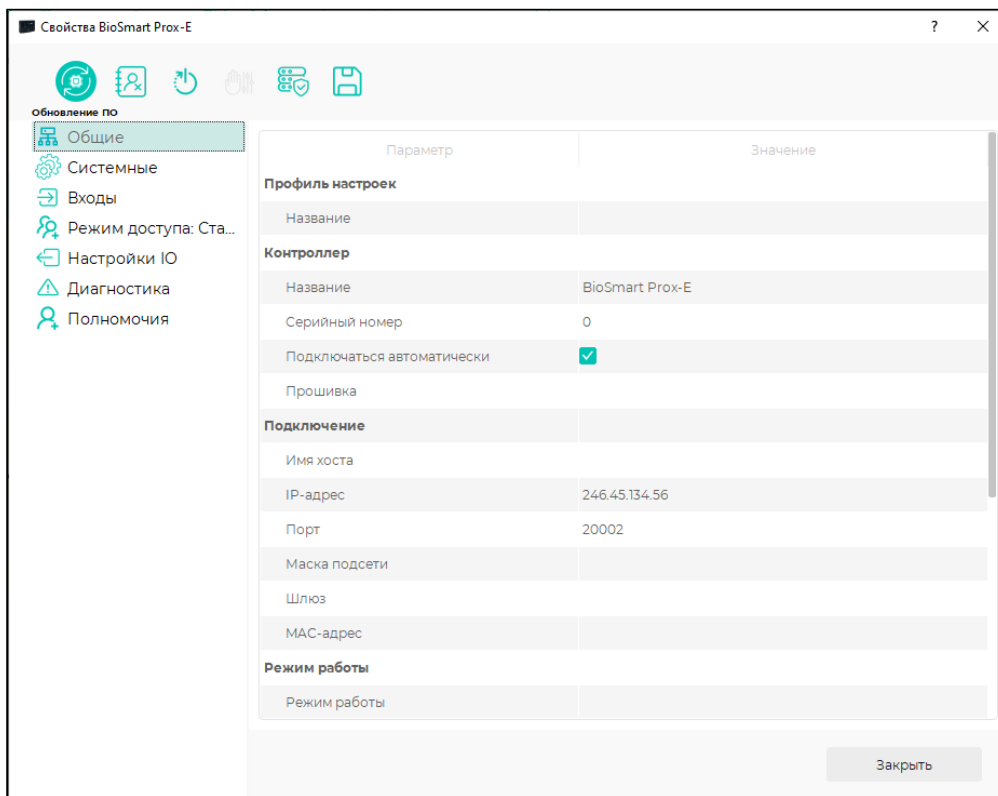 Свойства BioSmart Prox-E
Обновление ПО
Общие
Системные
Входы
Режим доступа: Ста...
Настройки IO
Диагностика
Полномочия
Параметр Значение
Профиль настроек
Название
Контроллер
Название BioSmart Prox-E
Серийный номер 0
Подключаться автоматически
Прошивка
Подключение
Имя хоста
IP-адрес 246.45.134.56
Порт 20002
Маска подсети
Шлюз
MAC-адрес
Режим работы
Режим работы
Закрыть